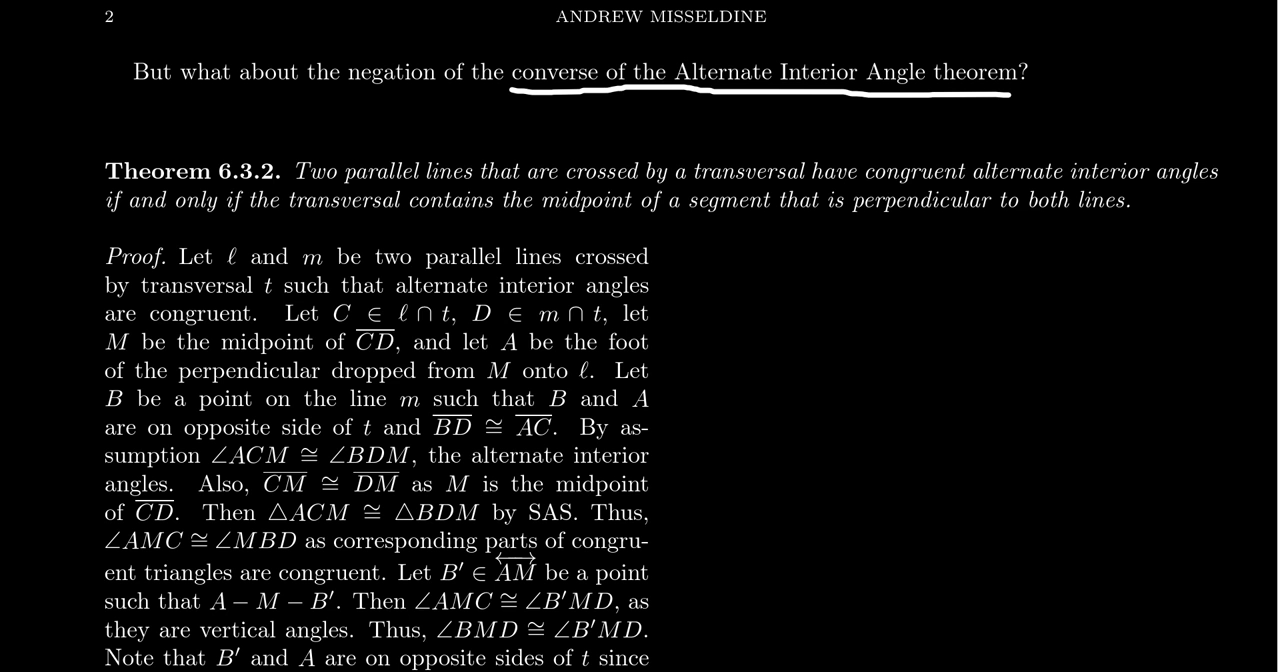 2
ANDREW MISSELDINE
But what about the negation of the converse of the Alternate Interior Angle theorem?
Theorem 6.3.2. Two parallel lines that are crossed by a transversal have congruent alternate interior angles
if and only if the transversal contains the midpoint of a segment that is perpendicular to both lines.
Proof. Let ℓ and m be two parallel lines crossed
by transversal t such that alternate interior angles
are congruent. Let C ∈ ℓ ∩ t, D ∈ m ∩ t, let
M be the midpoint of C̅D̅, and let A be the foot
of the perpendicular dropped from M onto ℓ. Let
B be a point on the line m such that B and A
are on opposite side of t and B̅D̅ ≅ A̅C̅. By as-
sumption ∠ACM ≅ ∠BDM, the alternate interior
angles. Also, C̅M̅ ≅ D̅M̅ as M is the midpoint
of C̅D̅. Then △ACM ≅ △BDM by SAS. Thus,
∠AMC ≅ ∠MBD as corresponding parts of congru-
ent triangles are congruent. Let B′ ∈ A⃡M⃡ be a point
such that A − M − B′. Then ∠AMC ≅ ∠B′MD, as
they are vertical angles. Thus, ∠BMD ≅ ∠B′MD.
Note that B′ and A are on opposite sides of t since